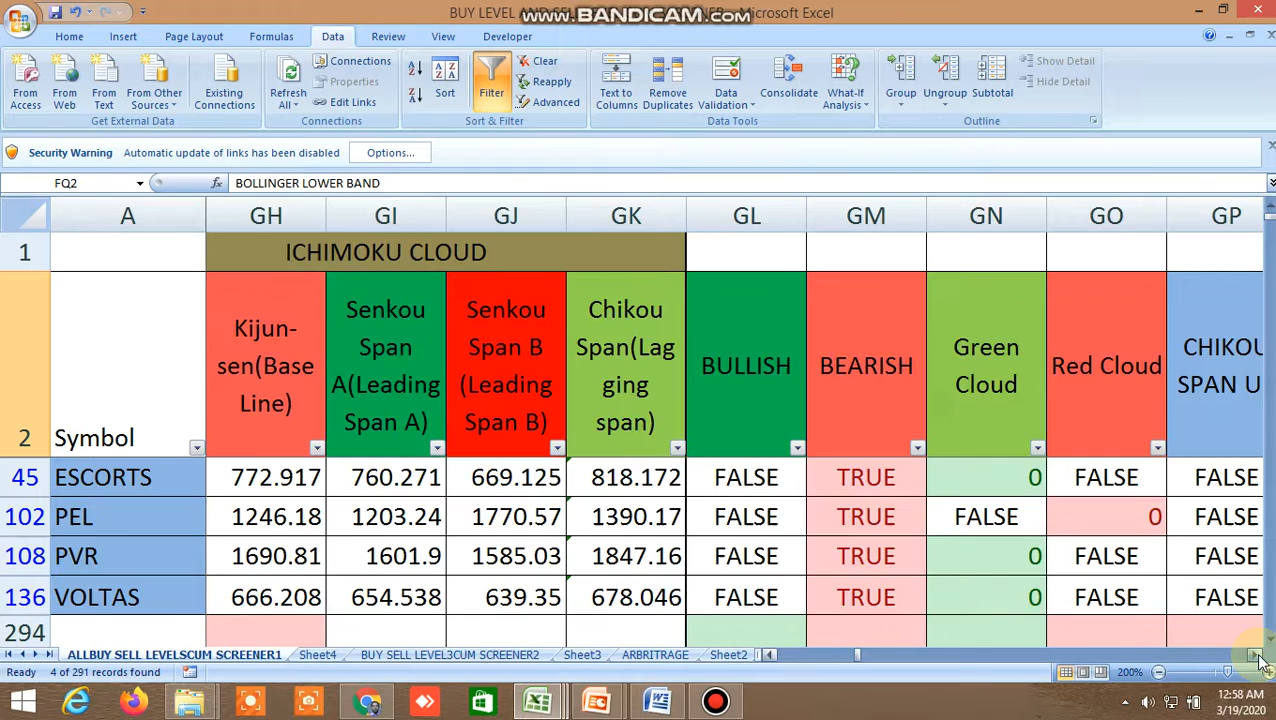 BUY LEVEL AND SEL
- Microsoft Excel
www.BANDICAM.com
Home Insert Page Layout Formulas Data Review View Developer
From Access
From Web
From Text
From Other Sources
Existing Connections
Get External Data
Refresh All
Connections
Properties
Edit Links
Connections
Sort
Filter
Clear
Reapply
Advanced
Sort & Filter
Text to Columns
Remove Duplicates
Data Validation
Consolidate
What-If Analysis
Data Tools
Group
Ungroup
Subtotal
Show Detail
Hide Detail
Outline
Security Warning Automatic update of links has been disabled Options...
FQ2 fx BOLLINGER LOWER BAND
A GH GI GJ GK GL GM GN GO GP
1 ICHIMOKU CLOUD
2 Symbol
Kijun-
sen(Base
Line)
Senkou
Span
A(Leading
Span A)
Senkou
Span B
(Leading
Span B)
Chikou
Span(Lag
ging
span)
BULLISH
BEARISH
Green
Cloud
Red Cloud
CHIKOU
SPAN U
45 ESCORTS 772.917 760.271 669.125 818.172 FALSE TRUE 0 FALSE FALSE
102 PEL 1246.18 1203.24 1770.57 1390.17 FALSE TRUE FALSE 0 FALSE
108 PVR 1690.81 1601.9 1585.03 1847.16 FALSE TRUE 0 FALSE FALSE
136 VOLTAS 666.208 654.538 639.35 678.046 FALSE TRUE 0 FALSE FALSE
294
ALLBUY SELL LEVELSCUM SCREENER1 Sheet4 BUY SELL LEVEL3CUM SCREENER2 Sheet3 ARBRITRAGE Sheet2
Ready 4 of 291 records found 200%
12:58 AM
3/19/2020